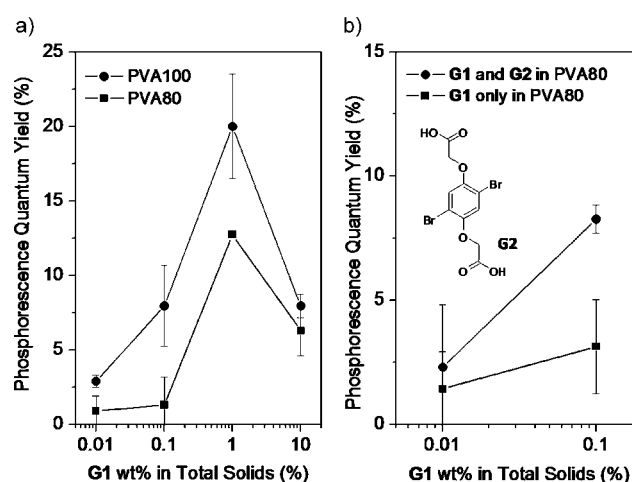 a)
Phosphorescence Quantum Yield (%)
25
20
15
10
5
0
PVA100
PVA80
0.01 0.1 1 10
G1 wt% in Total Solids (%)
b)
Phosphorescence Quantum Yield (%)
15
10
5
0
G1 and G2 in PVA80
G1 only in PVA80
HO
O
O
Br
Br
O
G2
O
OH
0.01 0.1
G1 wt% in Total Solids (%)